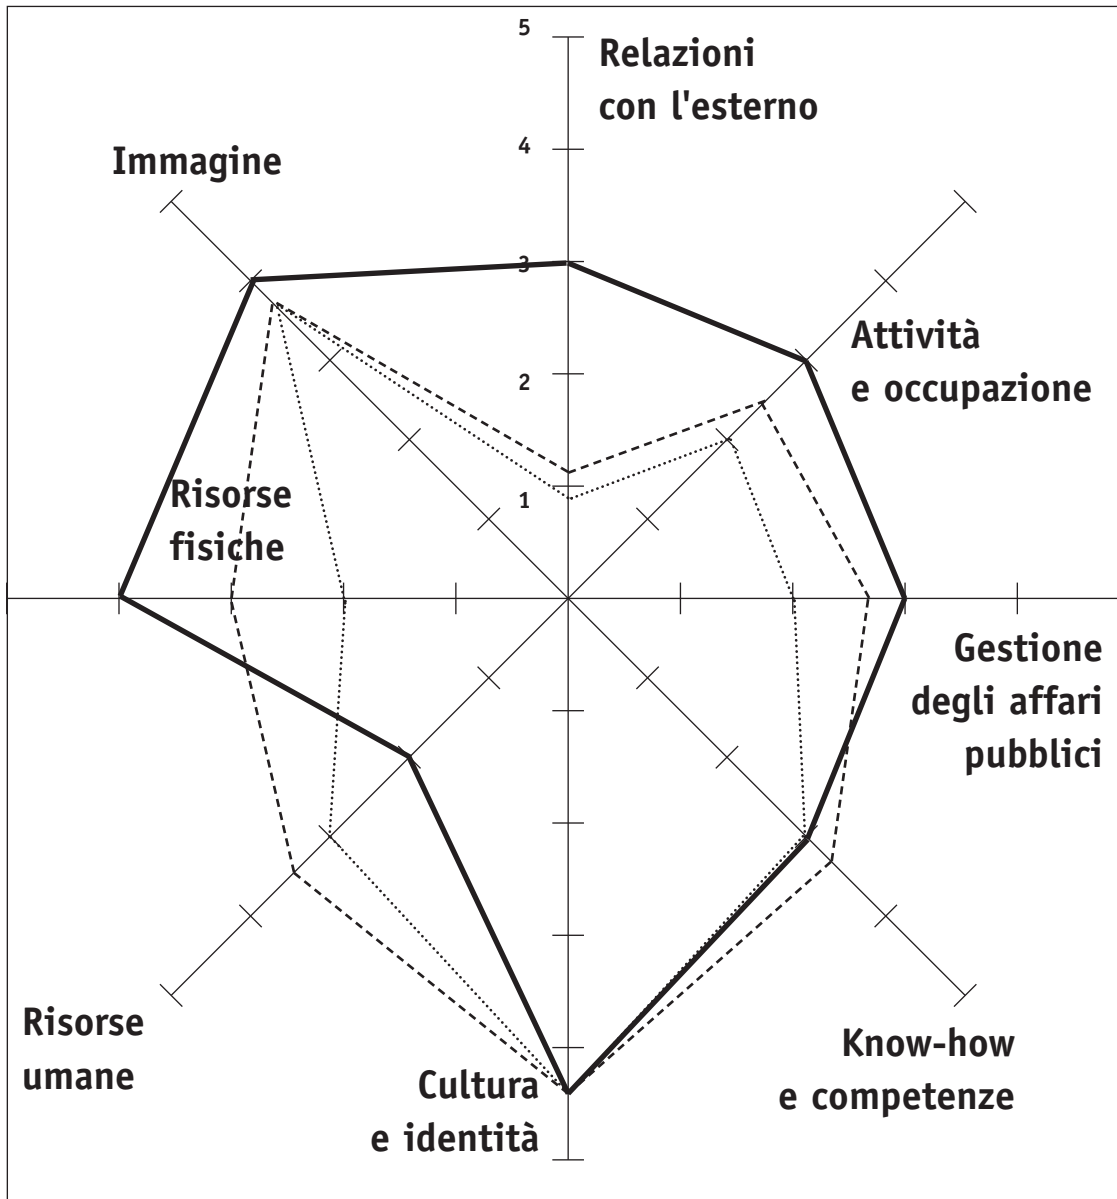 5
Relazioni
con l'esterno
4
Immagine
3
Attività
e occupazione
2
Risorse
fisiche
1
Gestione
degli affari
pubblici
Risorse
umane
Know-how
e competenze
Cultura
e identità